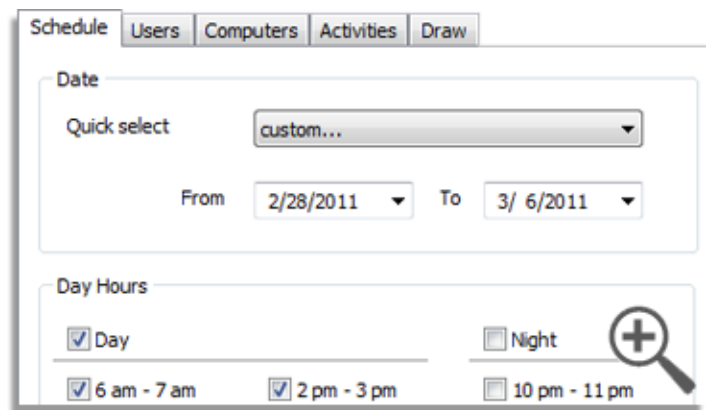 Schedule Users Computers Activities Draw
Date
Quick select custom...
From 2/28/2011 To 3/ 6/2011
Day Hours
Day Night
6 am - 7 am 2 pm - 3 pm 10 pm - 11 pm